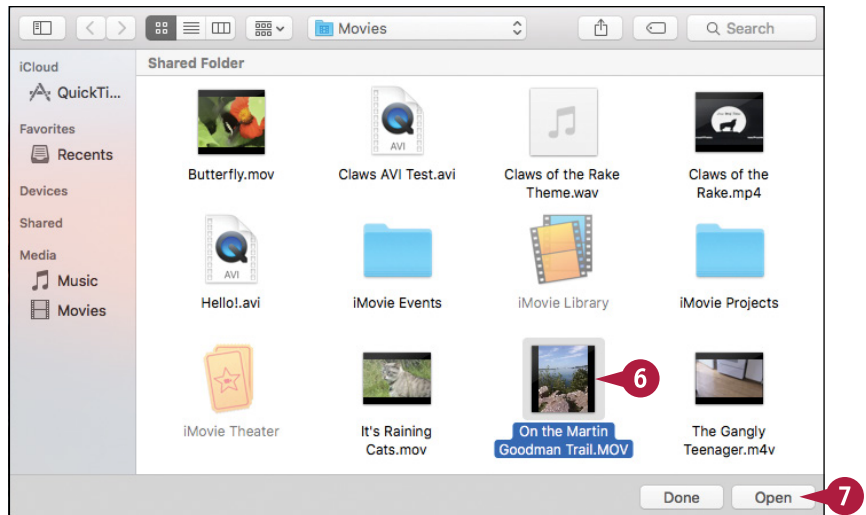 Movies
Search
iCloud
QuickTi...
Favorites
Recents
Devices
Shared
Media
Music
Movies
Shared Folder
Butterfly.mov
AVI
Claws AVI Test.avi
Claws of the Rake
Theme.wav
Claws of the
Rake.mp4
AVI
Hello!.avi
iMovie Events
iMovie Library
iMovie Projects
iMovie Theater
It's Raining
Cats.mov
6
On the Martin
Goodman Trail.MOV
The Gangly
Teenager.m4v
Done
Open
7